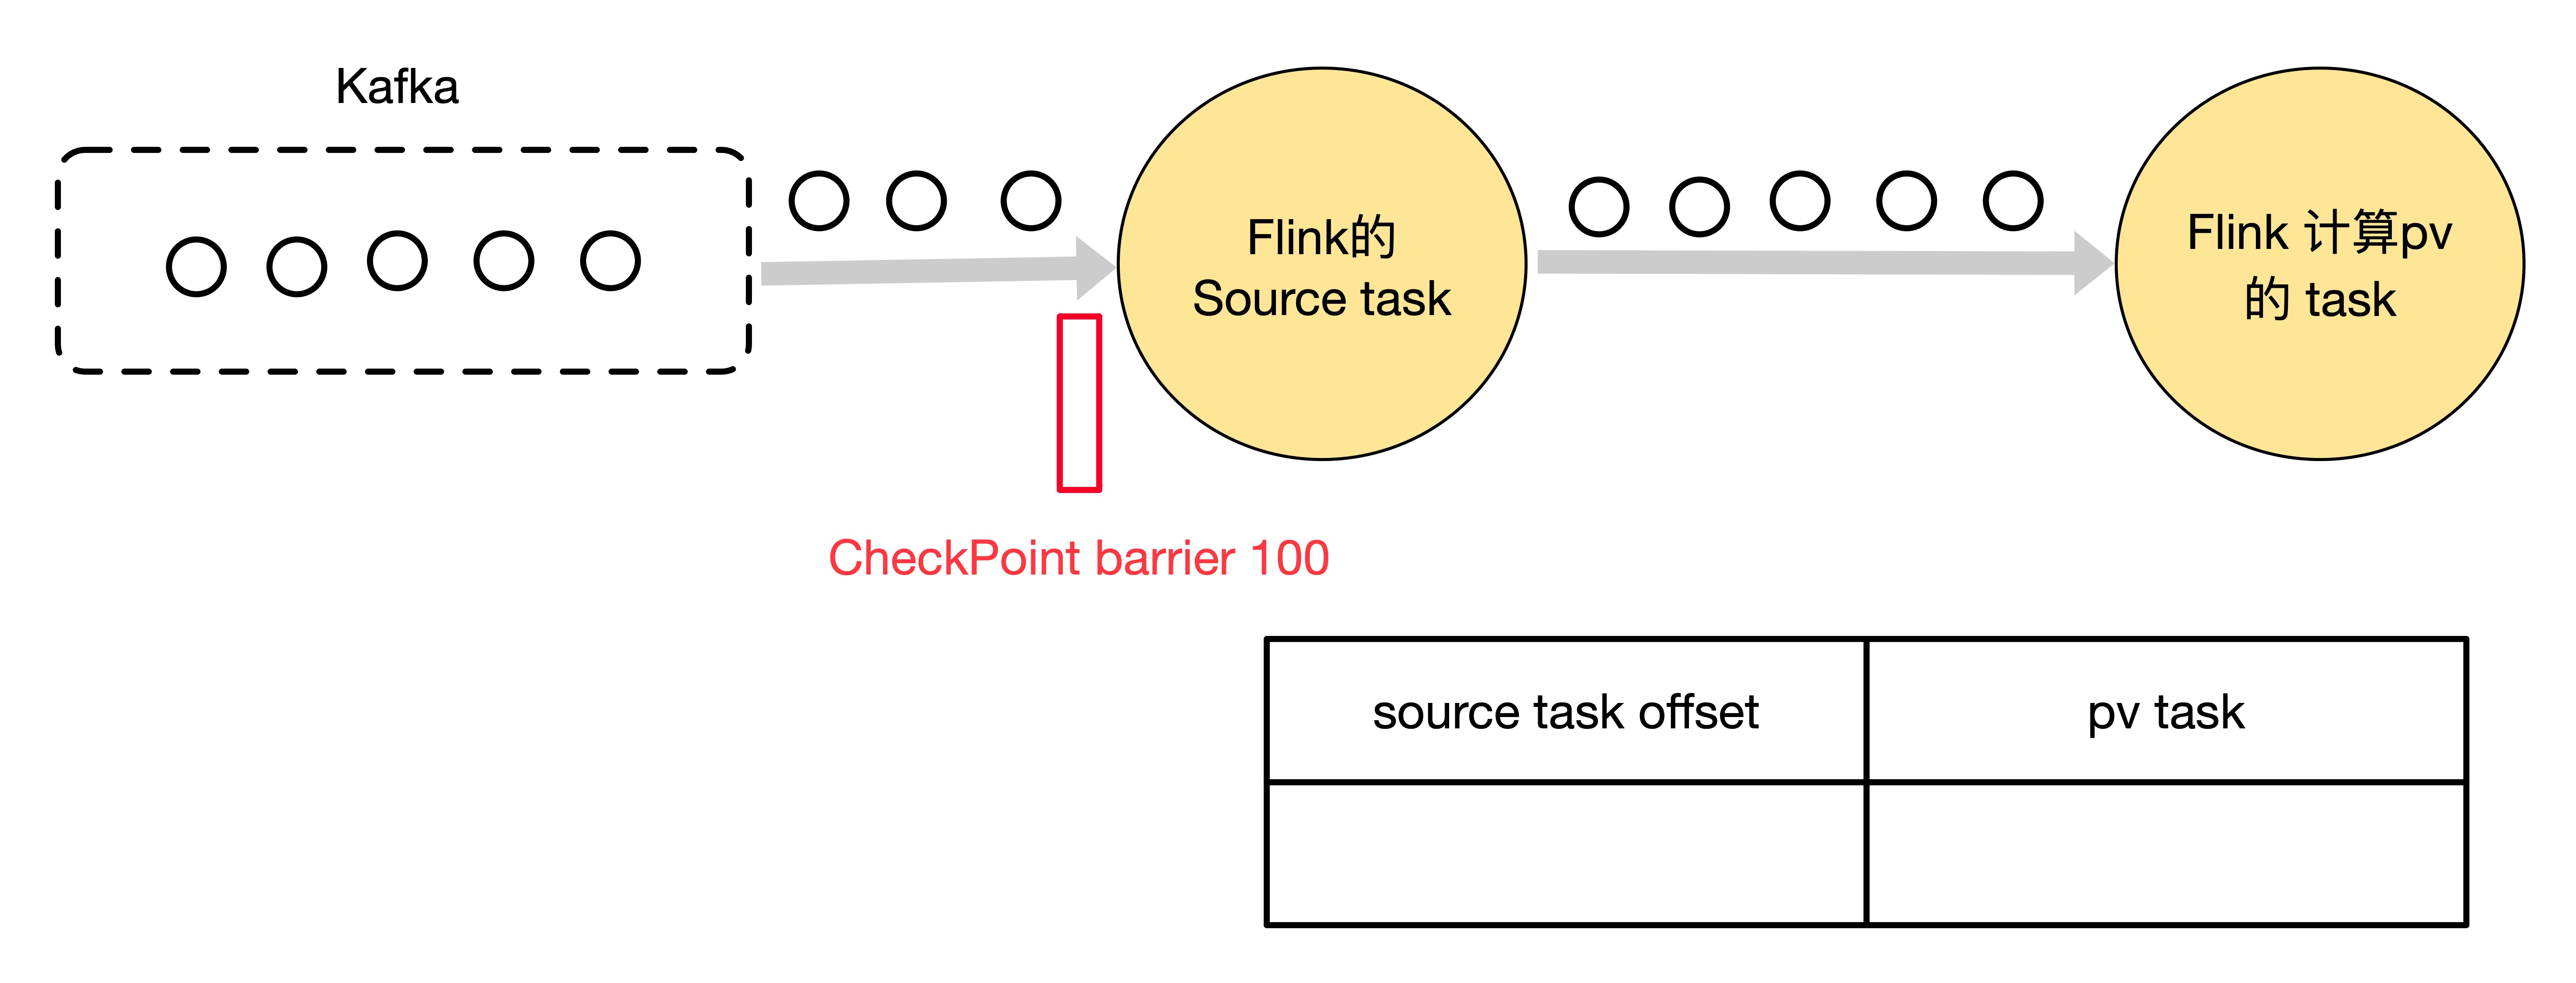 Kafka
Flink的
Source task
Flink 计算pv
的 task
CheckPoint barrier 100
source task offset
pv task